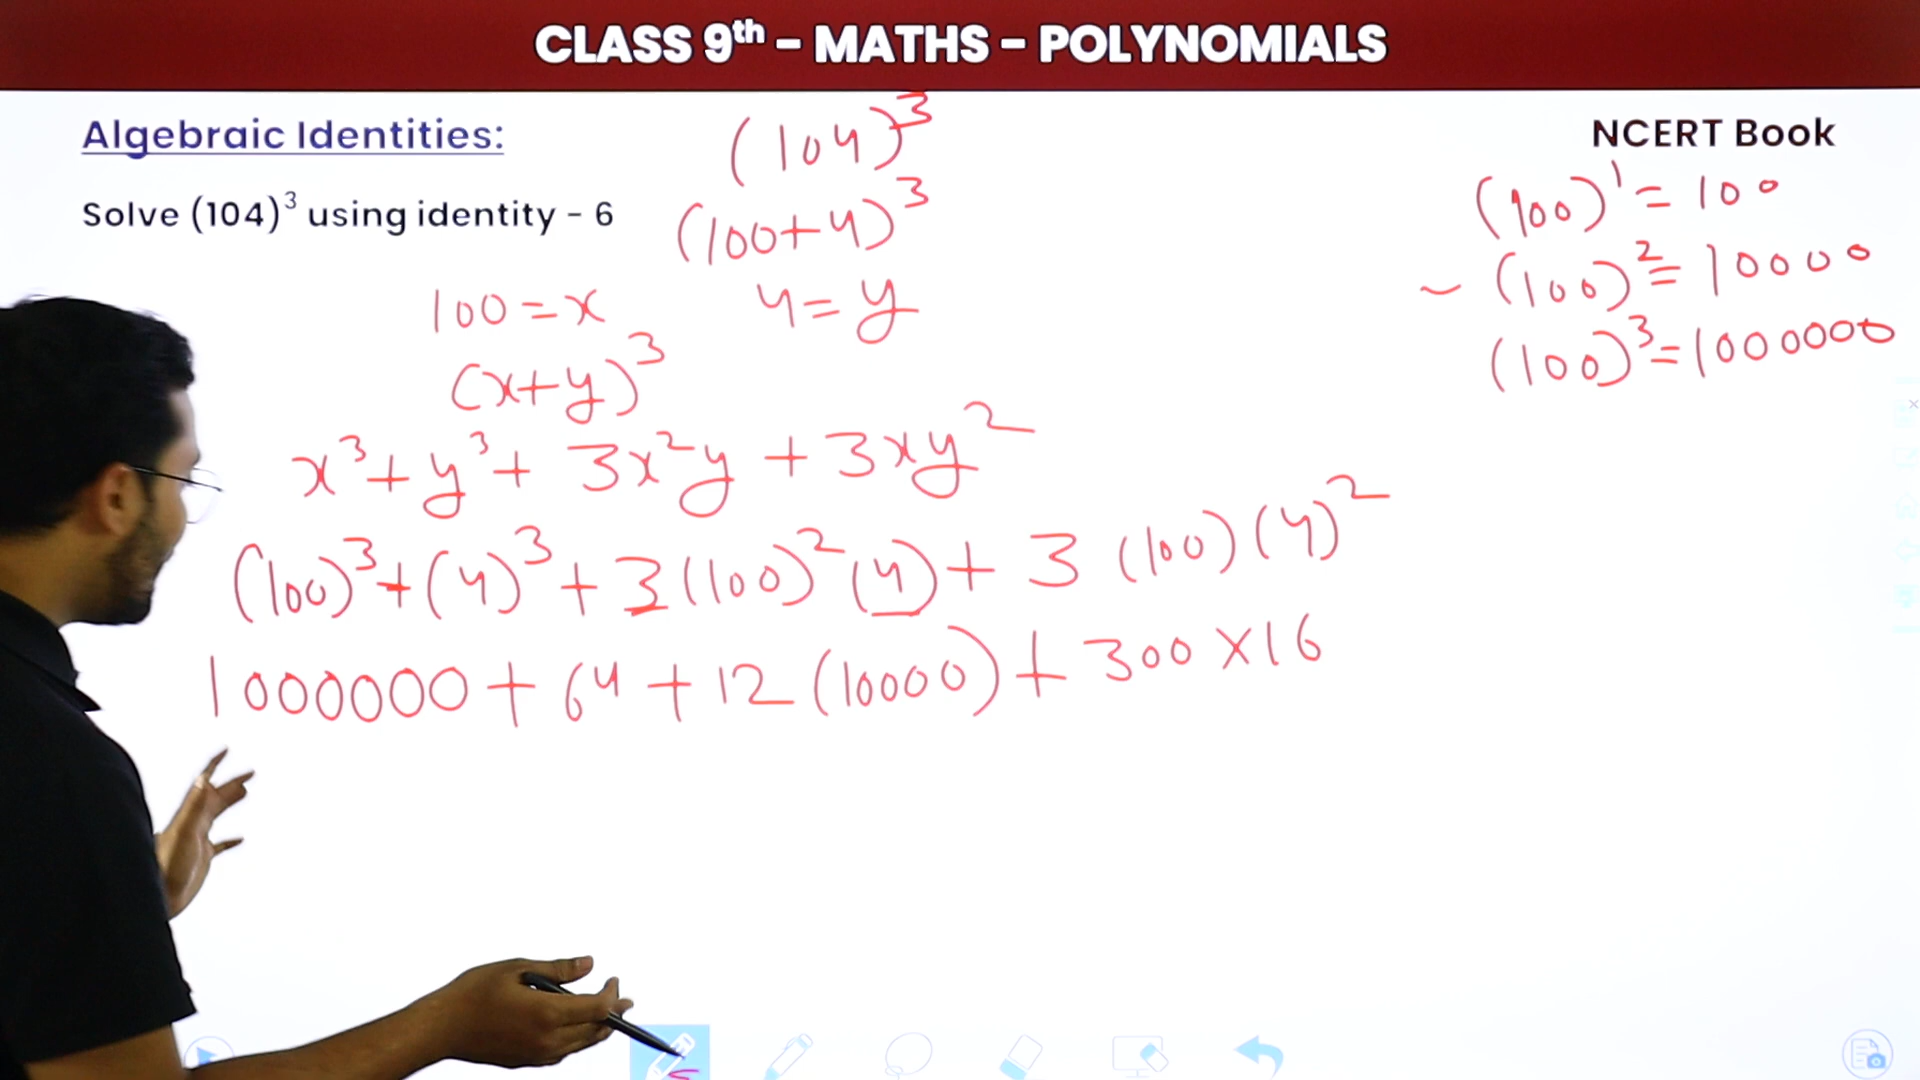 CLASS 9th – MATHS – POLYNOMIALS
Algebraic Identities:
NCERT Book
Solve (104)³ using identity - 6
(104)³
(100+4)³
100 = x
4 = y
(x+y)³
x³ + y³ + 3x²y + 3xy²
(100)³ + (4)³ + 3 (100)² (4) + 3 (100) (4)²
1000000 + 64 + 12 (10000) + 300 × 16
(100)¹ = 100
~ (100)² = 10000
(100)³ = 1000000